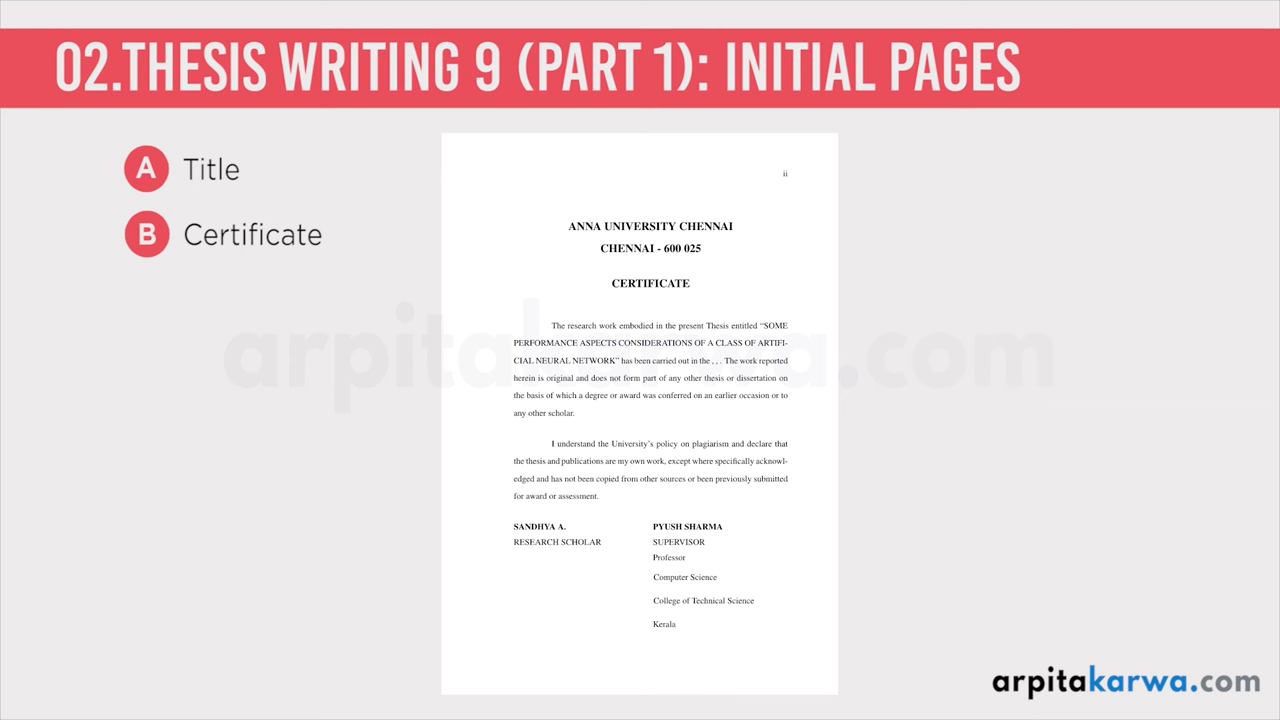 02.THESIS WRITING 9 (PART 1): INITIAL PAGES
A Title
B Certificate
ii
ANNA UNIVERSITY CHENNAI
CHENNAI - 600 025
CERTIFICATE
The research work embodied in the present Thesis entitled “SOME
PERFORMANCE ASPECTS CONSIDERATIONS OF A CLASS OF ARTIFI-
CIAL NEURAL NETWORK” has been carried out in the , . . The work reported
herein is original and does not form part of any other thesis or dissertation on
the basis of which a degree or award was conferred on an earlier occasion or to
any other scholar.
I understand the University’s policy on plagiarism and declare that
the thesis and publications are my own work, except where specifically acknowl-
edged and has not been copied from other sources or been previously submitted
for award or assessment.
SANDHYA A. PYUSH SHARMA
RESEARCH SCHOLAR SUPERVISOR
Professor
Computer Science
College of Technical Science
Kerala
arpitakarwa.com
arpitakarwa.com